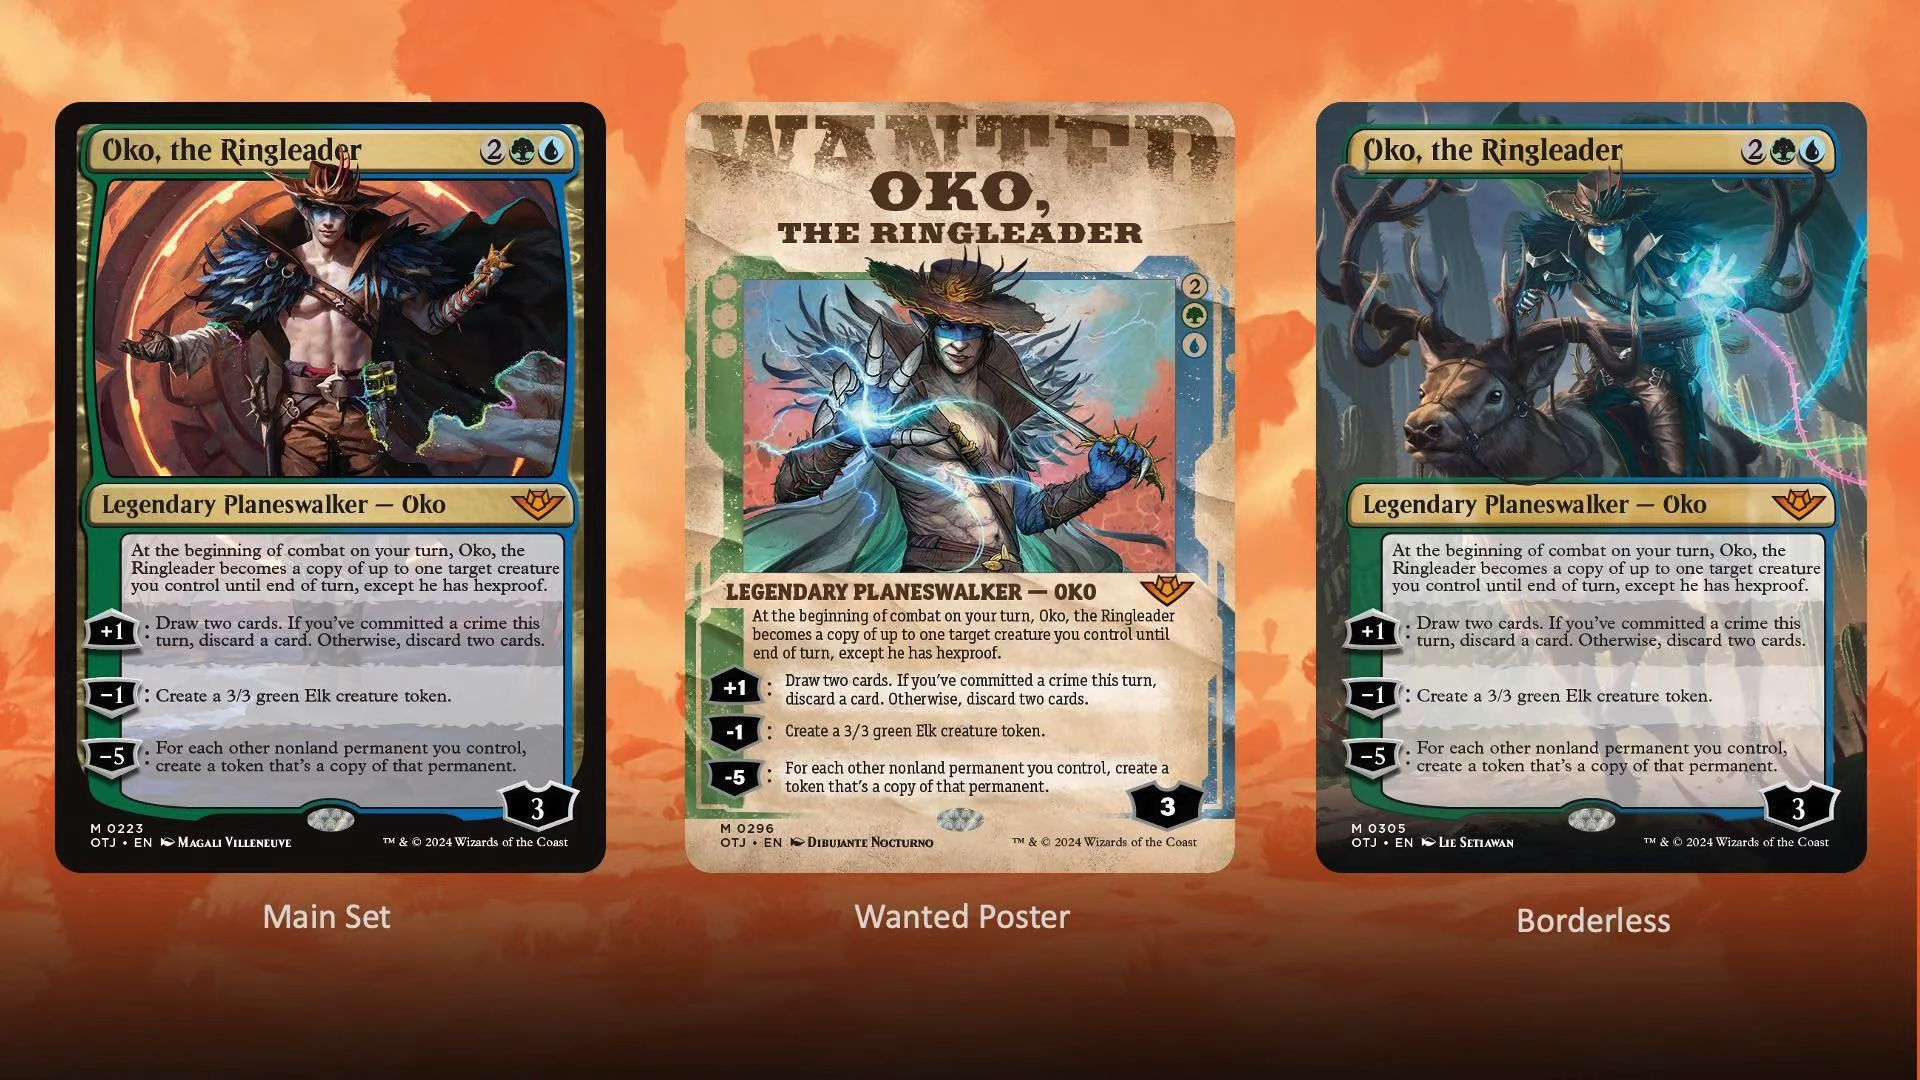 Oko, the Ringleader 2
Legendary Planeswalker — Oko
At the beginning of combat on your turn, Oko, the
Ringleader becomes a copy of up to one target creature
you control until end of turn, except he has hexproof.
+1 : Draw two cards. If you've committed a crime this
turn, discard a card. Otherwise, discard two cards.
−1 : Create a 3/3 green Elk creature token.
−5 : For each other nonland permanent you control,
create a token that's a copy of that permanent.
3
M 0223
OTJ • EN MAGALI VILLENEUVE ™ & © 2024 Wizards of the Coast
Main Set
WANTED
OKO,
THE RINGLEADER
2
LEGENDARY PLANESWALKER — OKO
At the beginning of combat on your turn, Oko, the Ringleader
becomes a copy of up to one target creature you control until
end of turn, except he has hexproof.
+1 : Draw two cards. If you've committed a crime this turn,
discard a card. Otherwise, discard two cards.
-1 : Create a 3/3 green Elk creature token.
-5 : For each other nonland permanent you control, create a
token that's a copy of that permanent.
3
M 0296
OTJ • EN DIBUJANTE NOCTURNO ™ & © 2024 Wizards of the Coast
Wanted Poster
Oko, the Ringleader 2
Legendary Planeswalker — Oko
At the beginning of combat on your turn, Oko, the
Ringleader becomes a copy of up to one target creature
you control until end of turn, except he has hexproof.
+1 : Draw two cards. If you've committed a crime this
turn, discard a card. Otherwise, discard two cards.
−1 : Create a 3/3 green Elk creature token.
−5 : For each other nonland permanent you control,
create a token that's a copy of that permanent.
3
M 0305
OTJ • EN LIE SETIAWAN ™ & © 2024 Wizards of the Coast
Borderless